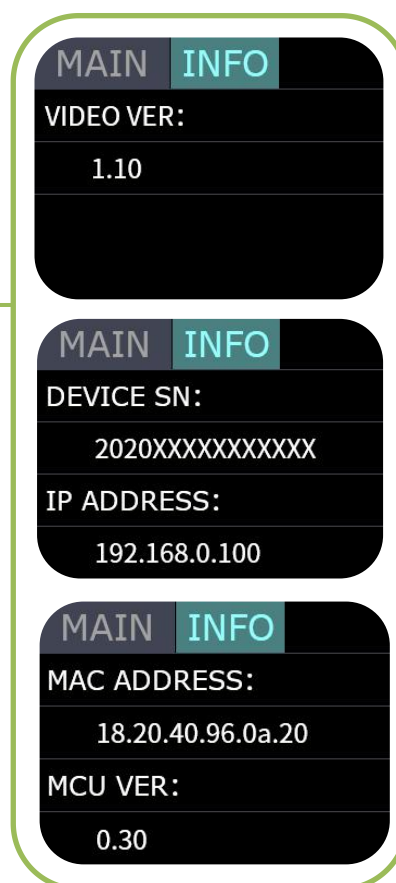 MAIN INFO
VIDEO VER:
1.10
MAIN INFO
DEVICE SN:
2020XXXXXXXXXXX
IP ADDRESS:
192.168.0.100
MAIN INFO
MAC ADDRESS:
18.20.40.96.0a.20
MCU VER:
0.30